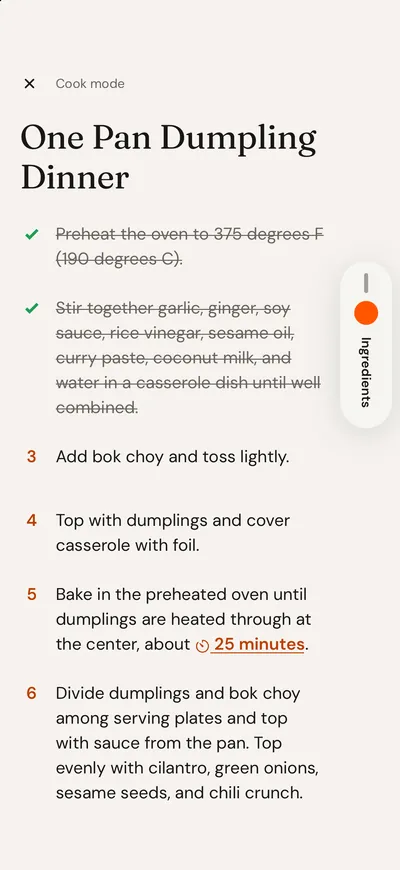 Cook mode
One Pan Dumpling
Dinner
Preheat the oven to 375 degrees F
(190 degrees C).
Stir together garlic, ginger, soy
sauce, rice vinegar, sesame oil,
curry paste, coconut milk, and
water in a casserole dish until well
combined.
Ingredients
3 Add bok choy and toss lightly.
4 Top with dumplings and cover
casserole with foil.
5 Bake in the preheated oven until
dumplings are heated through at
the center, about 25 minutes.
6 Divide dumplings and bok choy
among serving plates and top
with sauce from the pan. Top
evenly with cilantro, green onions,
sesame seeds, and chili crunch.